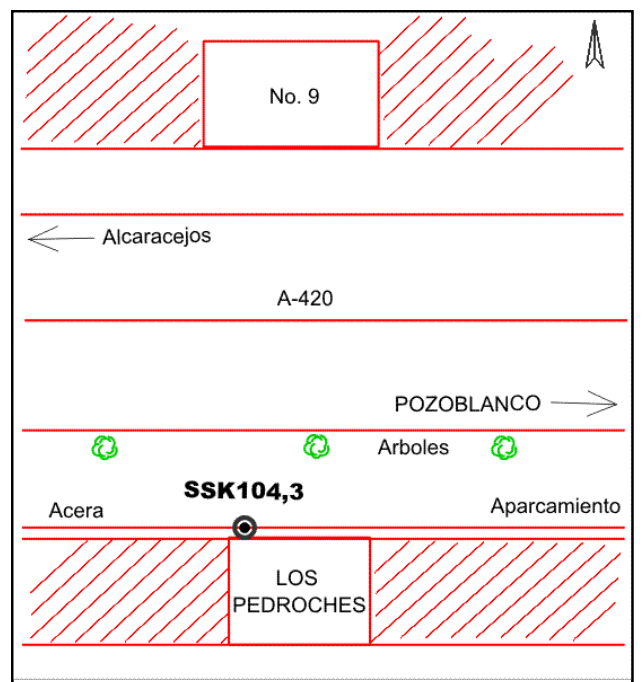 No. 9
Alcaracejos
A-420
POZOBLANCO
Arboles
SSK104,3
Acera
Aparcamiento
LOS
PEDROCHES